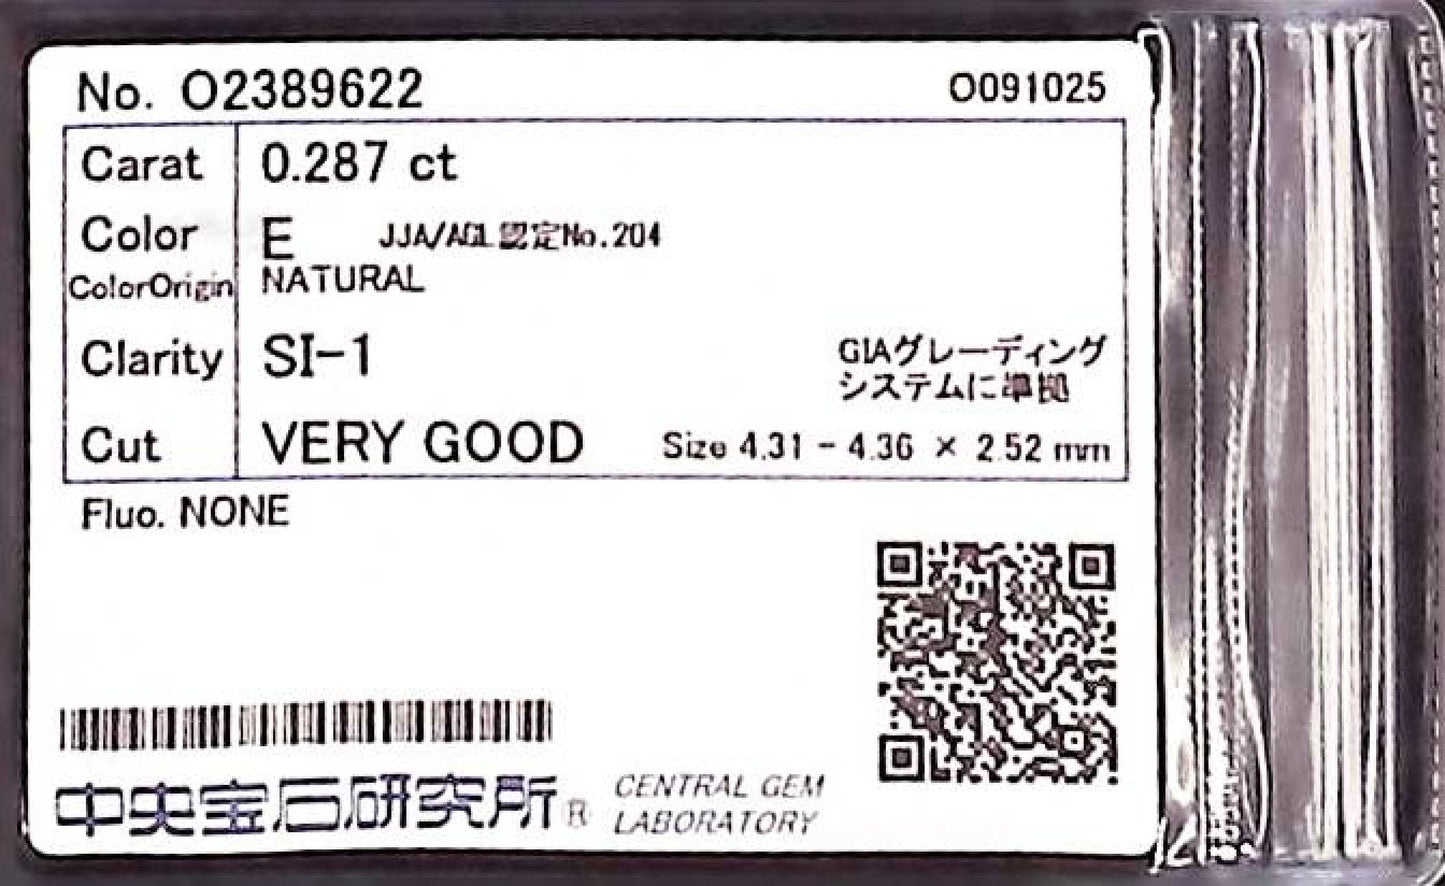 No. O2389622 O091025
Carat 0.287 ct
Color E JJA/AGL認定No.204
ColorOrigin NATURAL
Clarity SI-1 GIAグレーディング
システムに準拠
Cut VERY GOOD Size 4.31 - 4.36 × 2.52 mm
Fluo. NONE
中央宝石研究所® CENTRAL GEM
LABORATORY